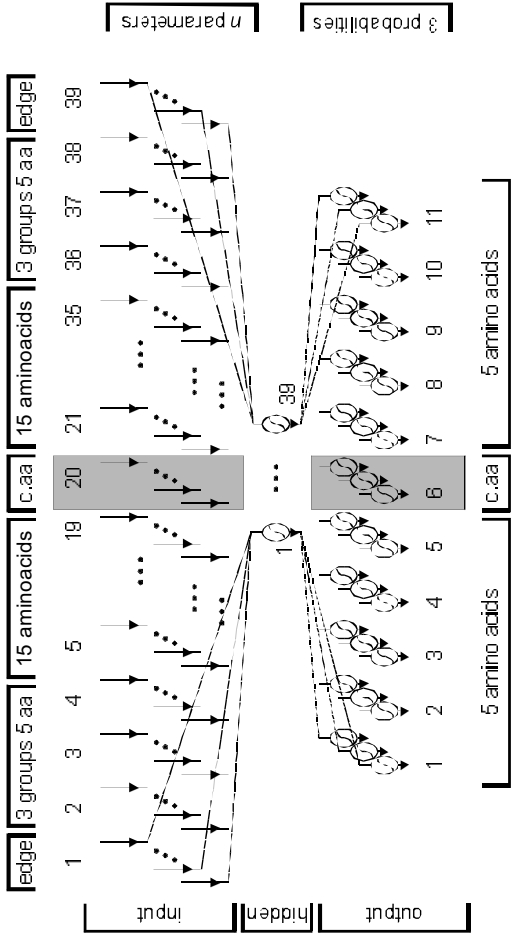 edge
3 groups 5 aa
15 aminoacids
c.aa
15 aminoacids
3 groups 5 aa
edge
1 2 3 4 5 19 20 21 35 36 37 38 39
input
n parameters
hidden
1 39
output
3 probabilities
1 2 3 4 5 6 7 8 9 10 11
5 amino acids
c.aa
5 amino acids